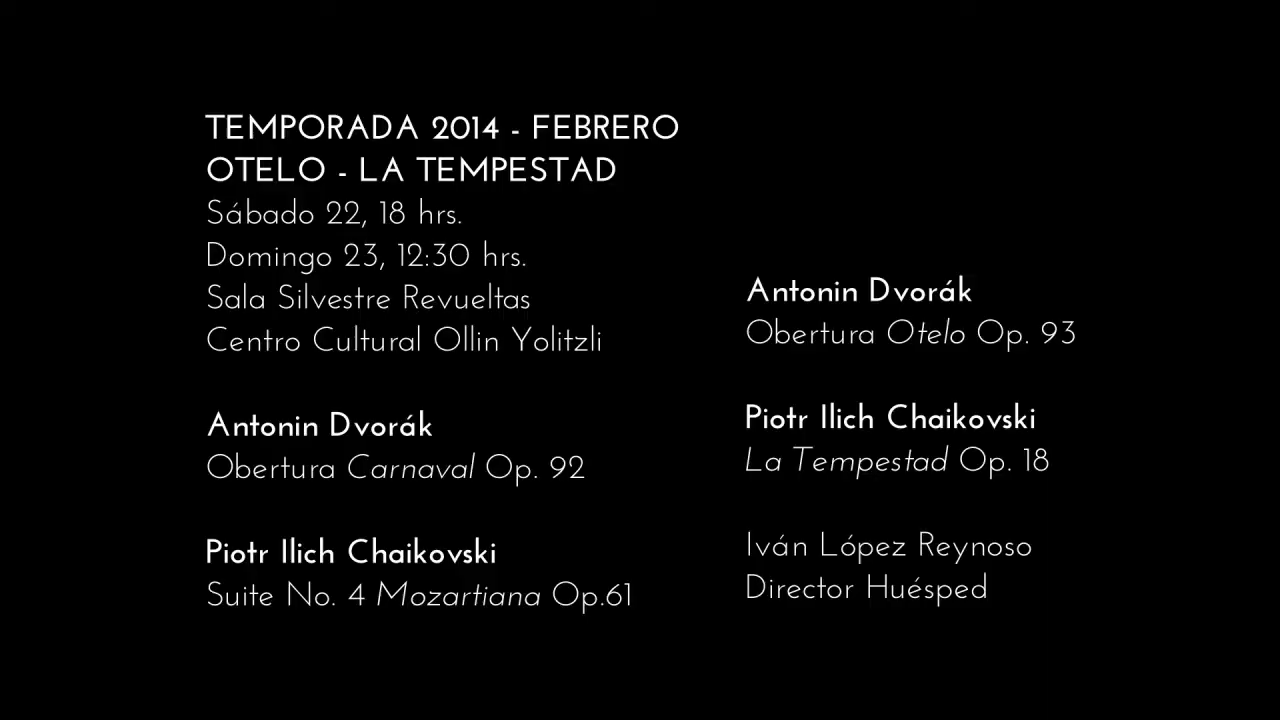 TEMPORADA 2014 - FEBRERO
OTELO - LA TEMPESTAD
Sábado 22, 18 hrs.
Domingo 23, 12:30 hrs.
Sala Silvestre Revueltas
Centro Cultural Ollin Yolitzli
Antonin Dvorák
Obertura Carnaval Op. 92
Piotr Ilich Chaikovski
Suite No. 4 Mozartiana Op.61
Antonin Dvorák
Obertura Otelo Op. 93
Piotr Ilich Chaikovski
La Tempestad Op. 18
Iván López Reynoso
Director Huésped